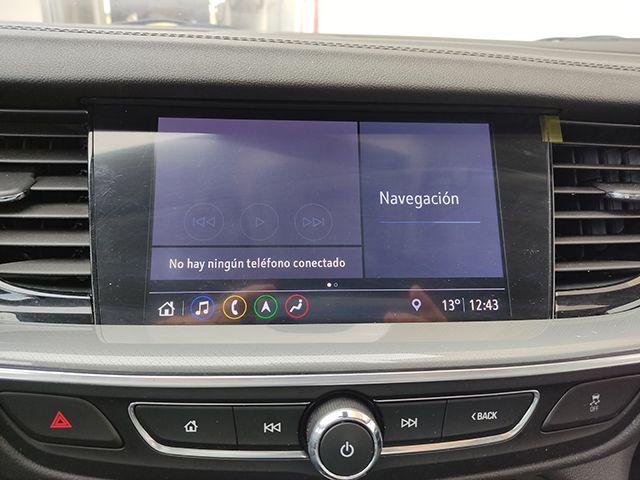 Navegación
No hay ningún teléfono conectado
13° 12:43
<BACK
OFF